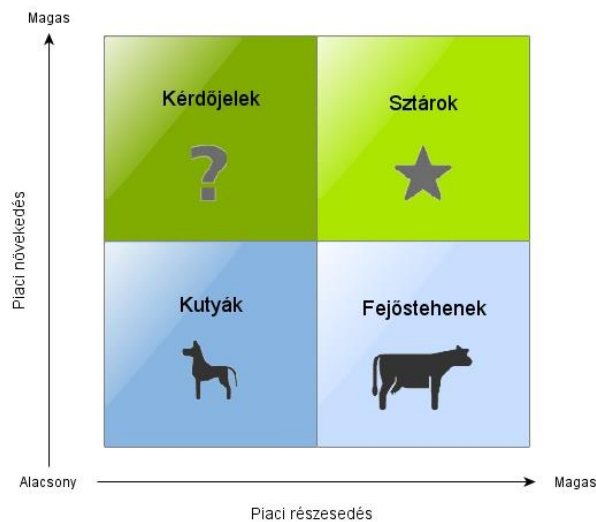 Magas
Kérdőjelek
?
Sztárok
Piaci növekedés
Kutyák
Fejőstehenek
Alacsony
Magas
Piaci részesedés